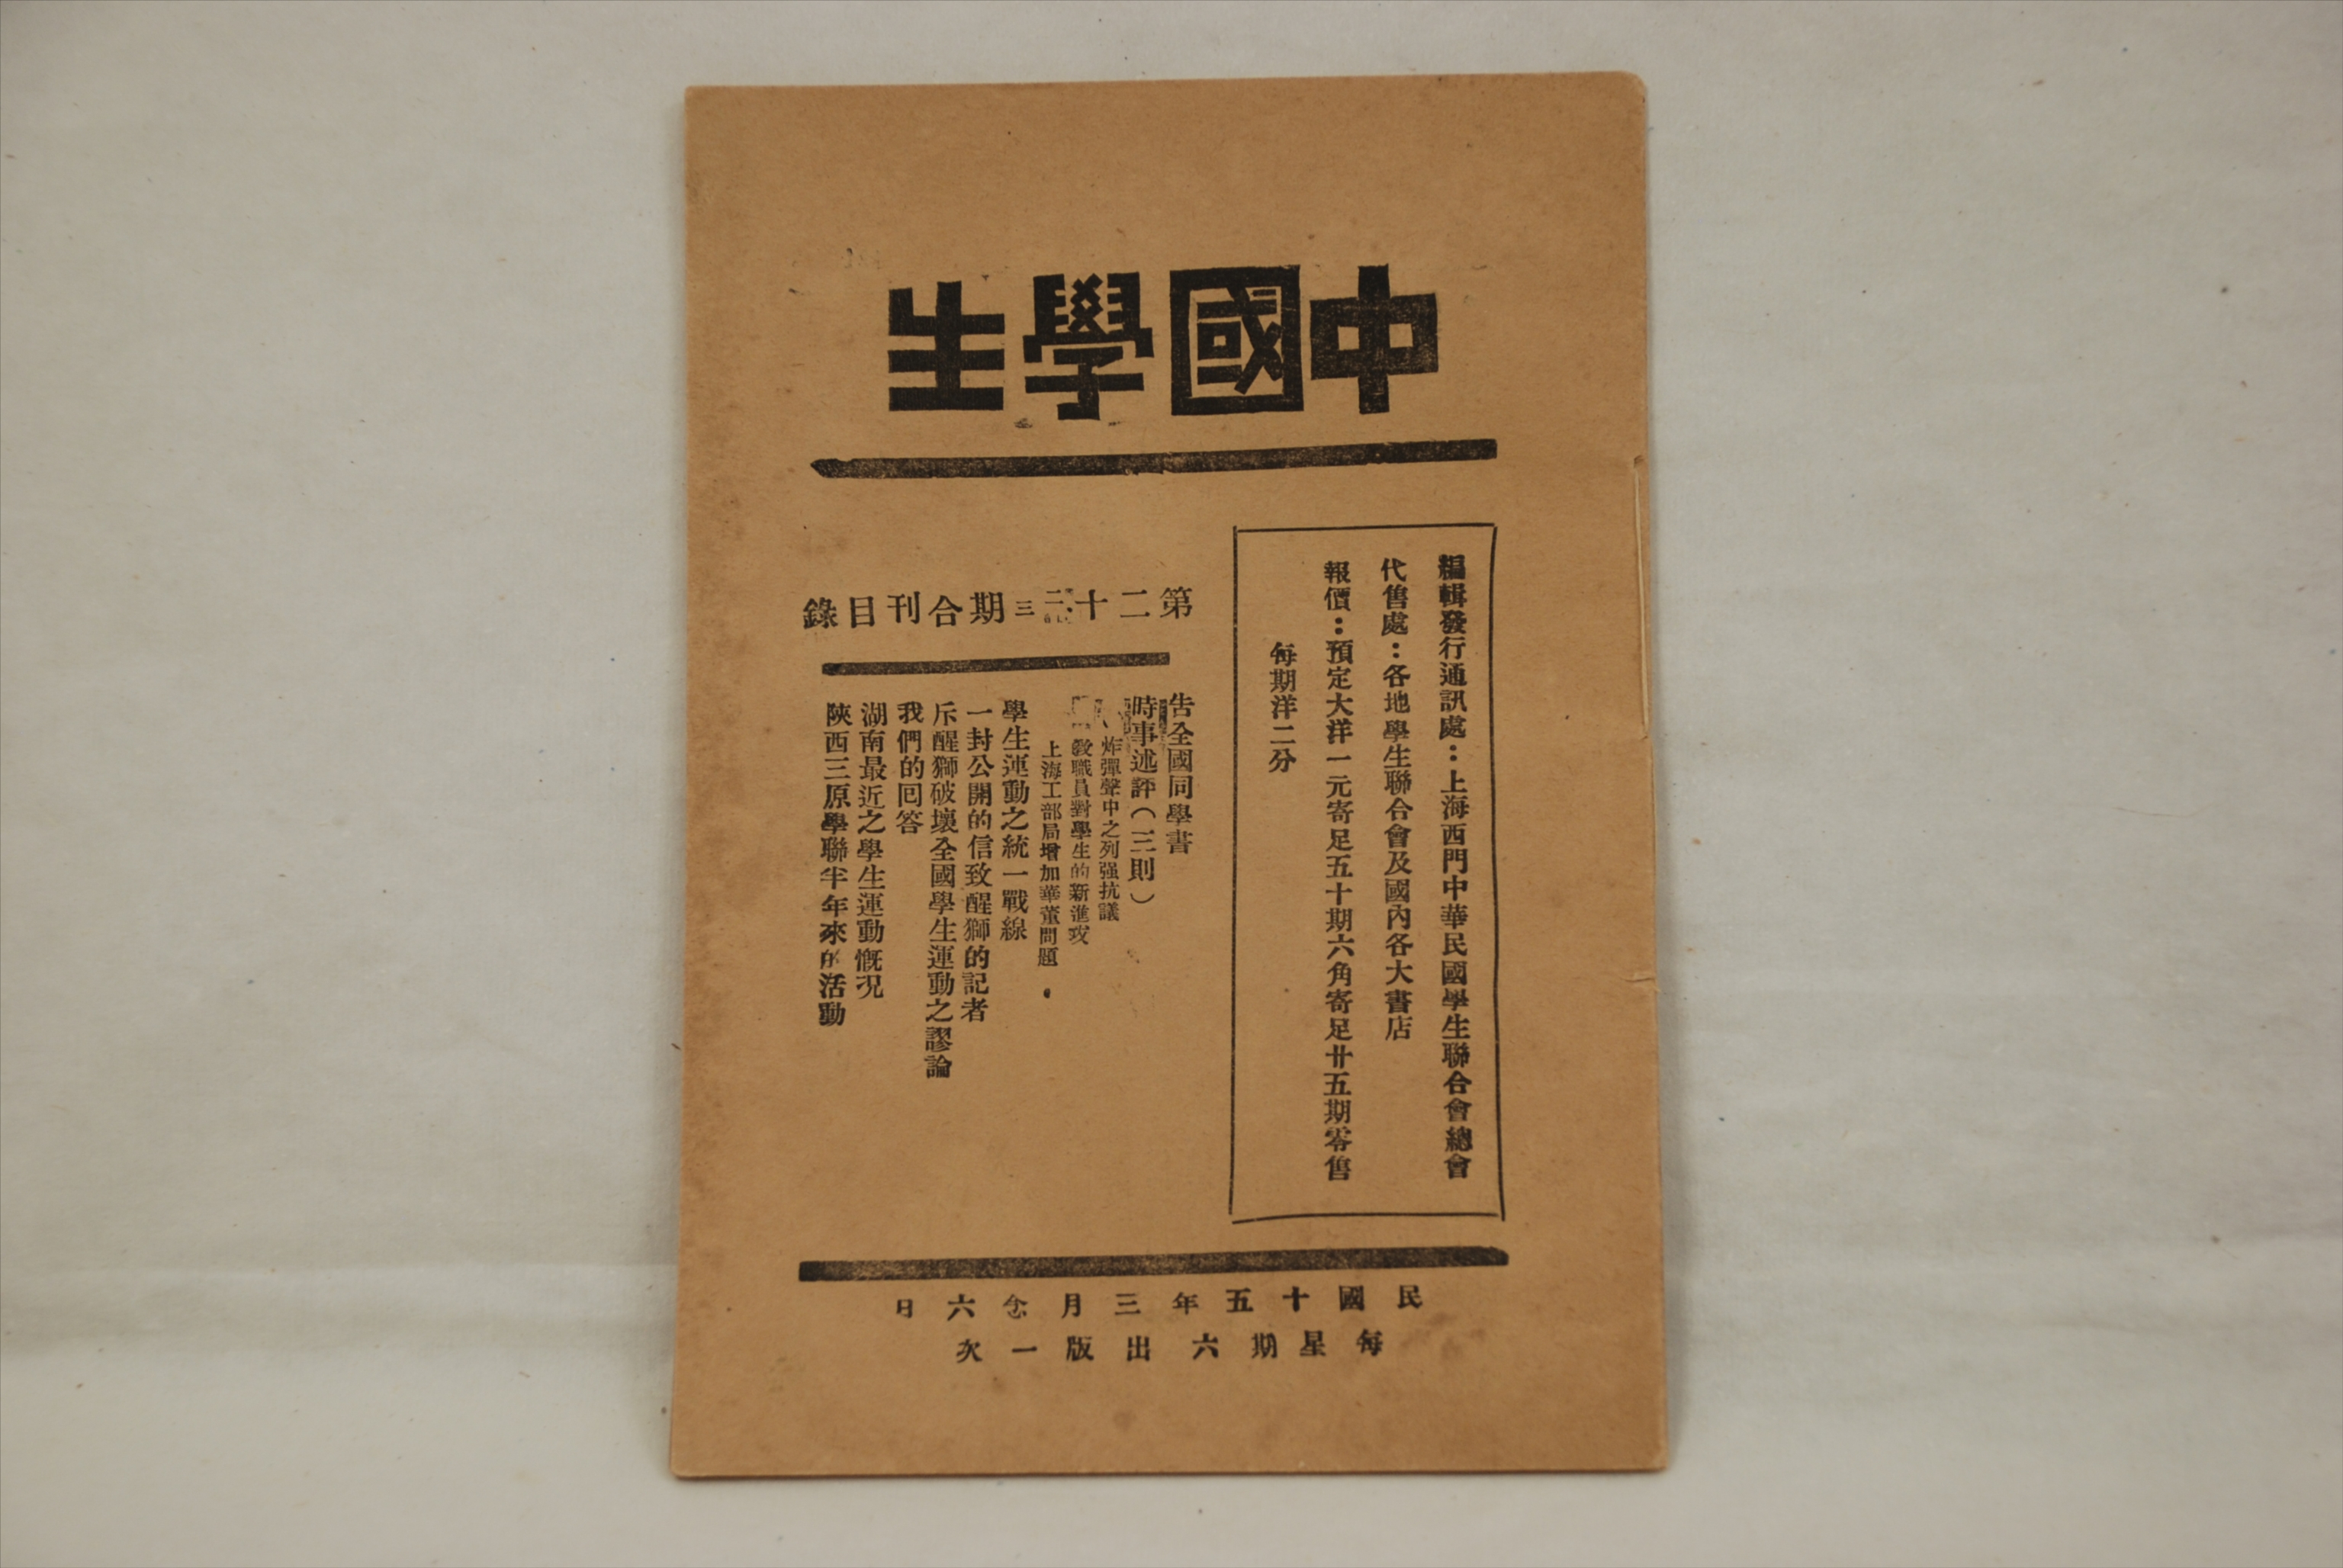 中國學生
編輯發行通訊處：上海西門中華民國學生聯合會總會
代售處：各地學生聯合會及國內各大書店
報價：預定大洋一元寄足五十期六角寄足廿五期零售
每期洋二分
第二十二三期合刊目錄
告全國同學書
時事述評（三則）
炸彈聲中之列强抗議
教職員對學生的新進攻
上海工部局增加華董問題
學生運動之統一戰線
一封公開的信致醒獅的記者
斥醒獅破壞全國學生運動之謬論
我們的回答
湖南最近之學生運動慨况
陝西三原學聯半年來的活動
民國十五年三月念六日
每星期六出版一次